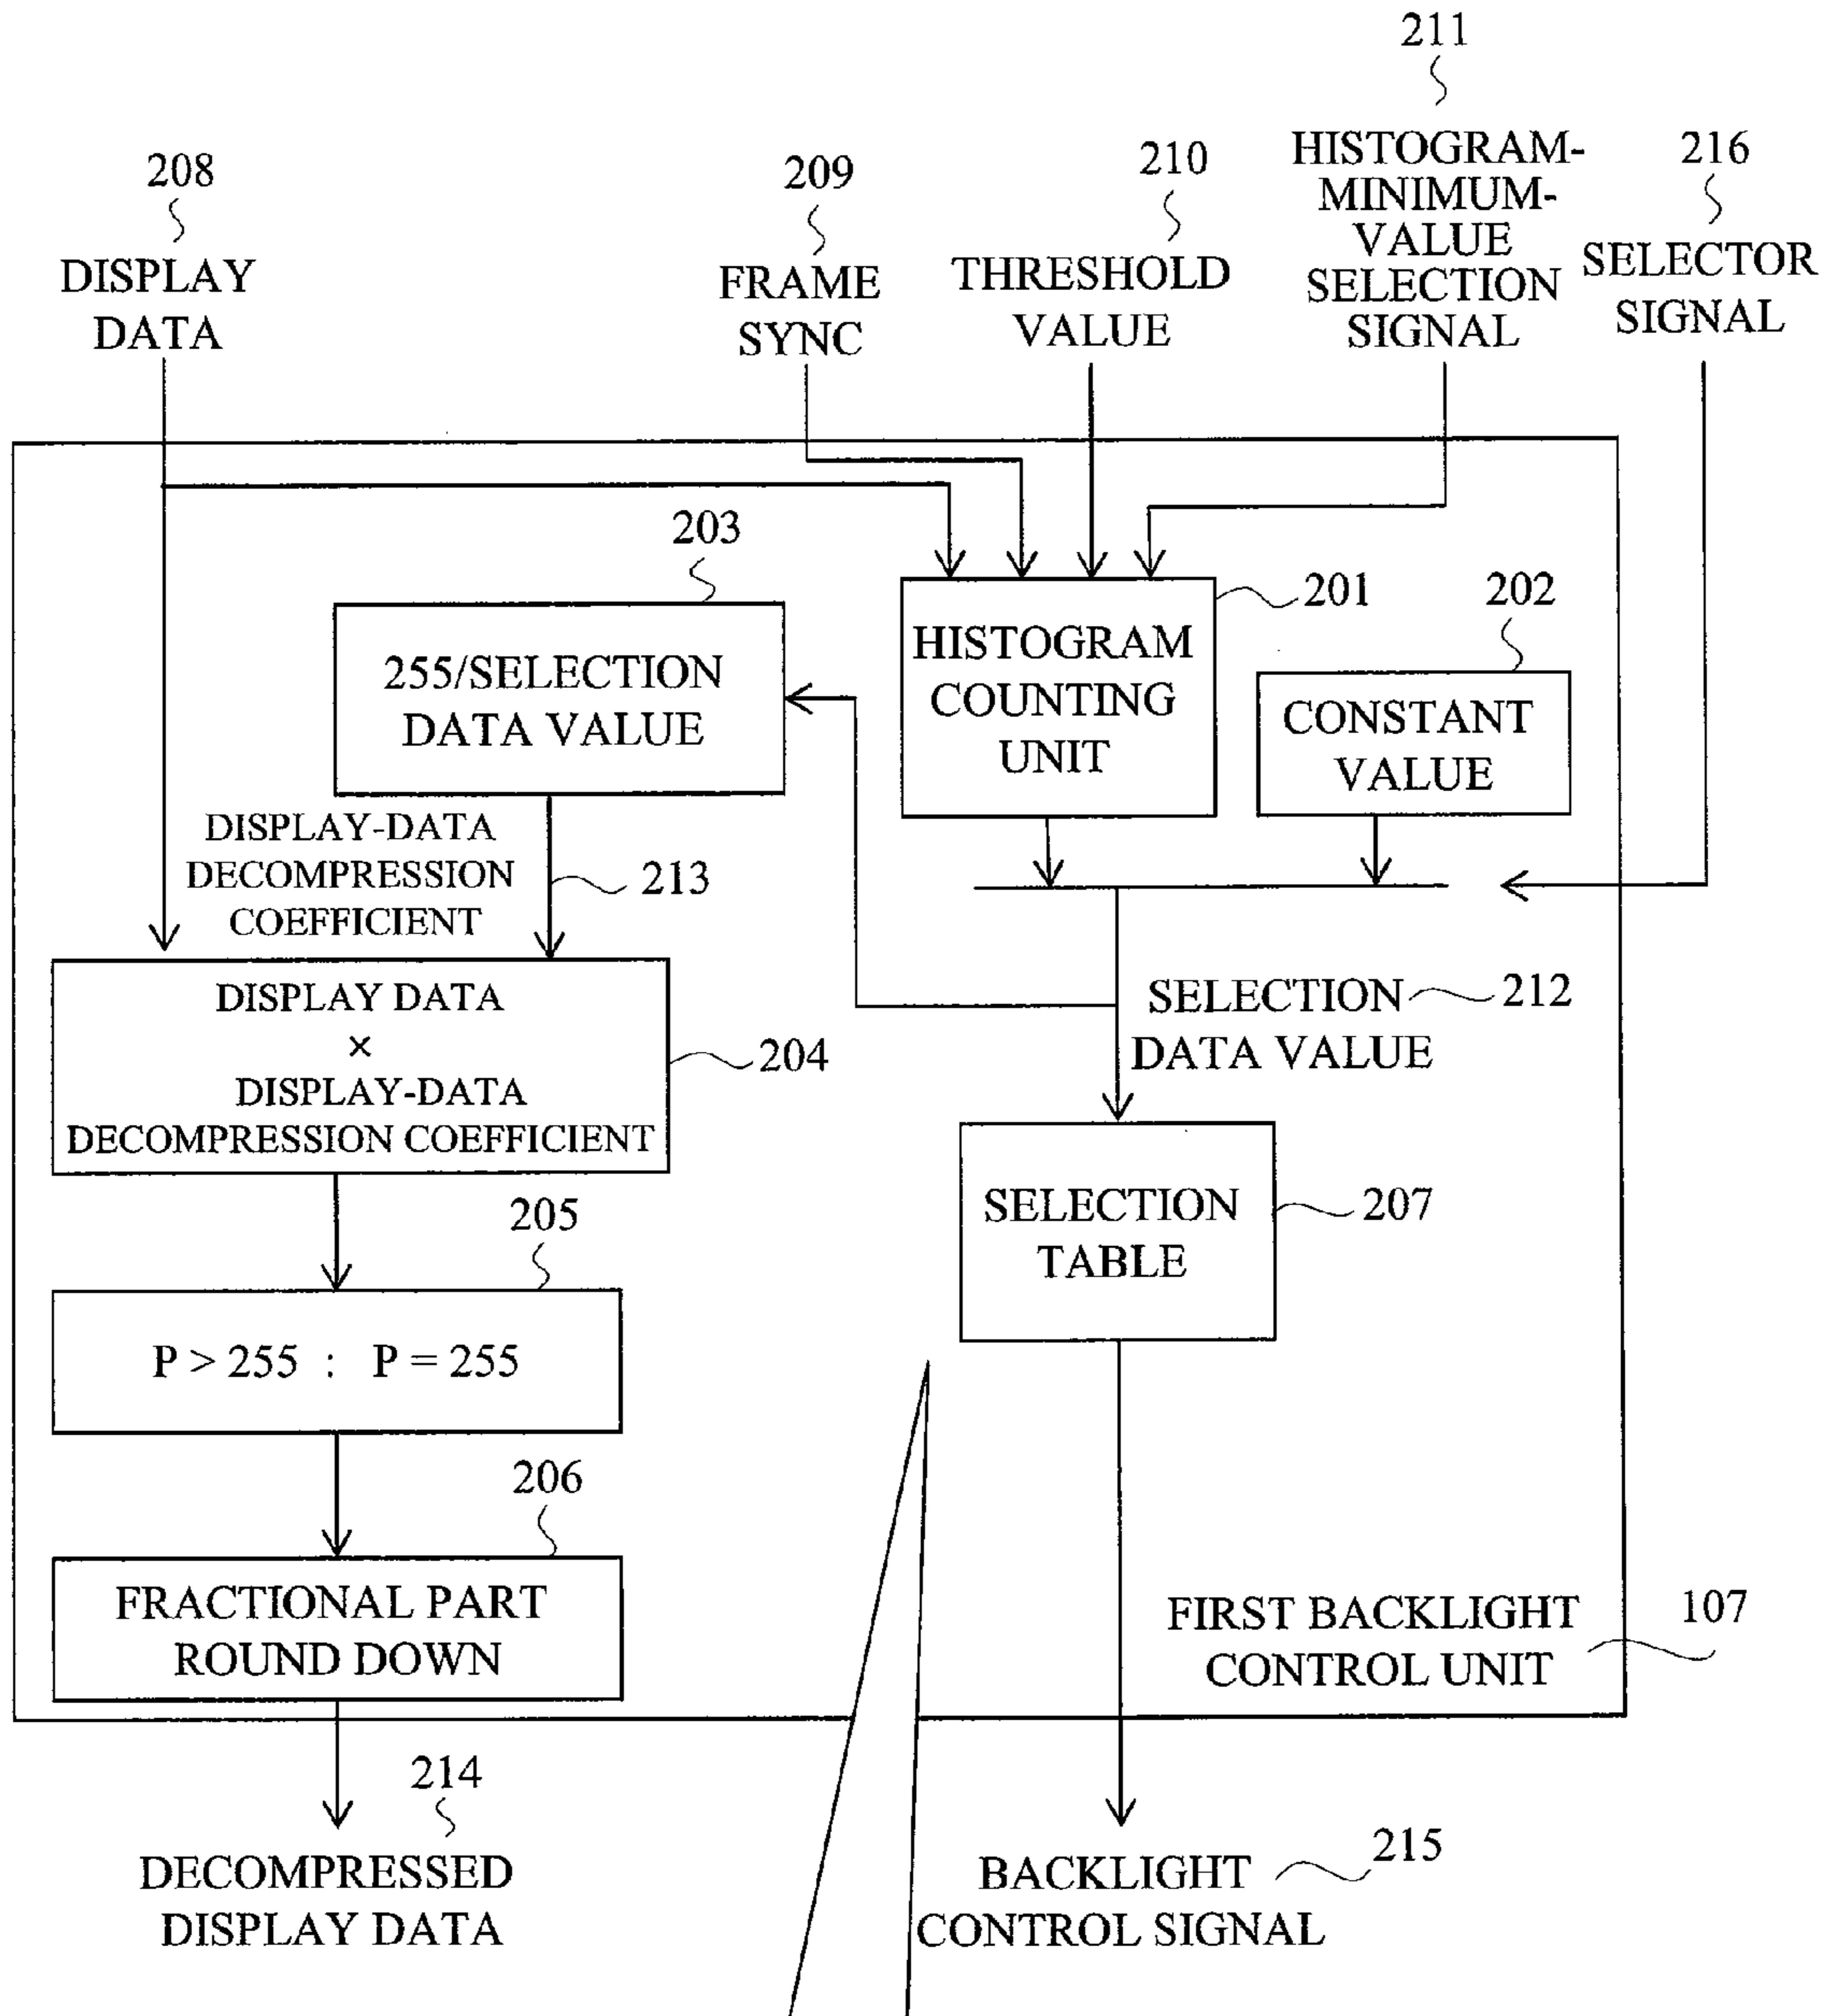 211
HISTOGRAM-
MINIMUM-
VALUE
SELECTION
SIGNAL
208
DISPLAY
DATA
209
FRAME
SYNC
210
THRESHOLD
VALUE
216
SELECTOR
SIGNAL
203
255/SELECTION
DATA VALUE
201
HISTOGRAM
COUNTING
UNIT
202
CONSTANT
VALUE
DISPLAY-DATA
DECOMPRESSION
COEFFICIENT
213
DISPLAY DATA
×
DISPLAY-DATA
DECOMPRESSION COEFFICIENT
204
SELECTION
DATA VALUE
212
205
P > 255 : P = 255
SELECTION
TABLE
207
206
FRACTIONAL PART
ROUND DOWN
FIRST BACKLIGHT
CONTROL UNIT
107
214
DECOMPRESSED
DISPLAY DATA
BACKLIGHT
CONTROL SIGNAL
215